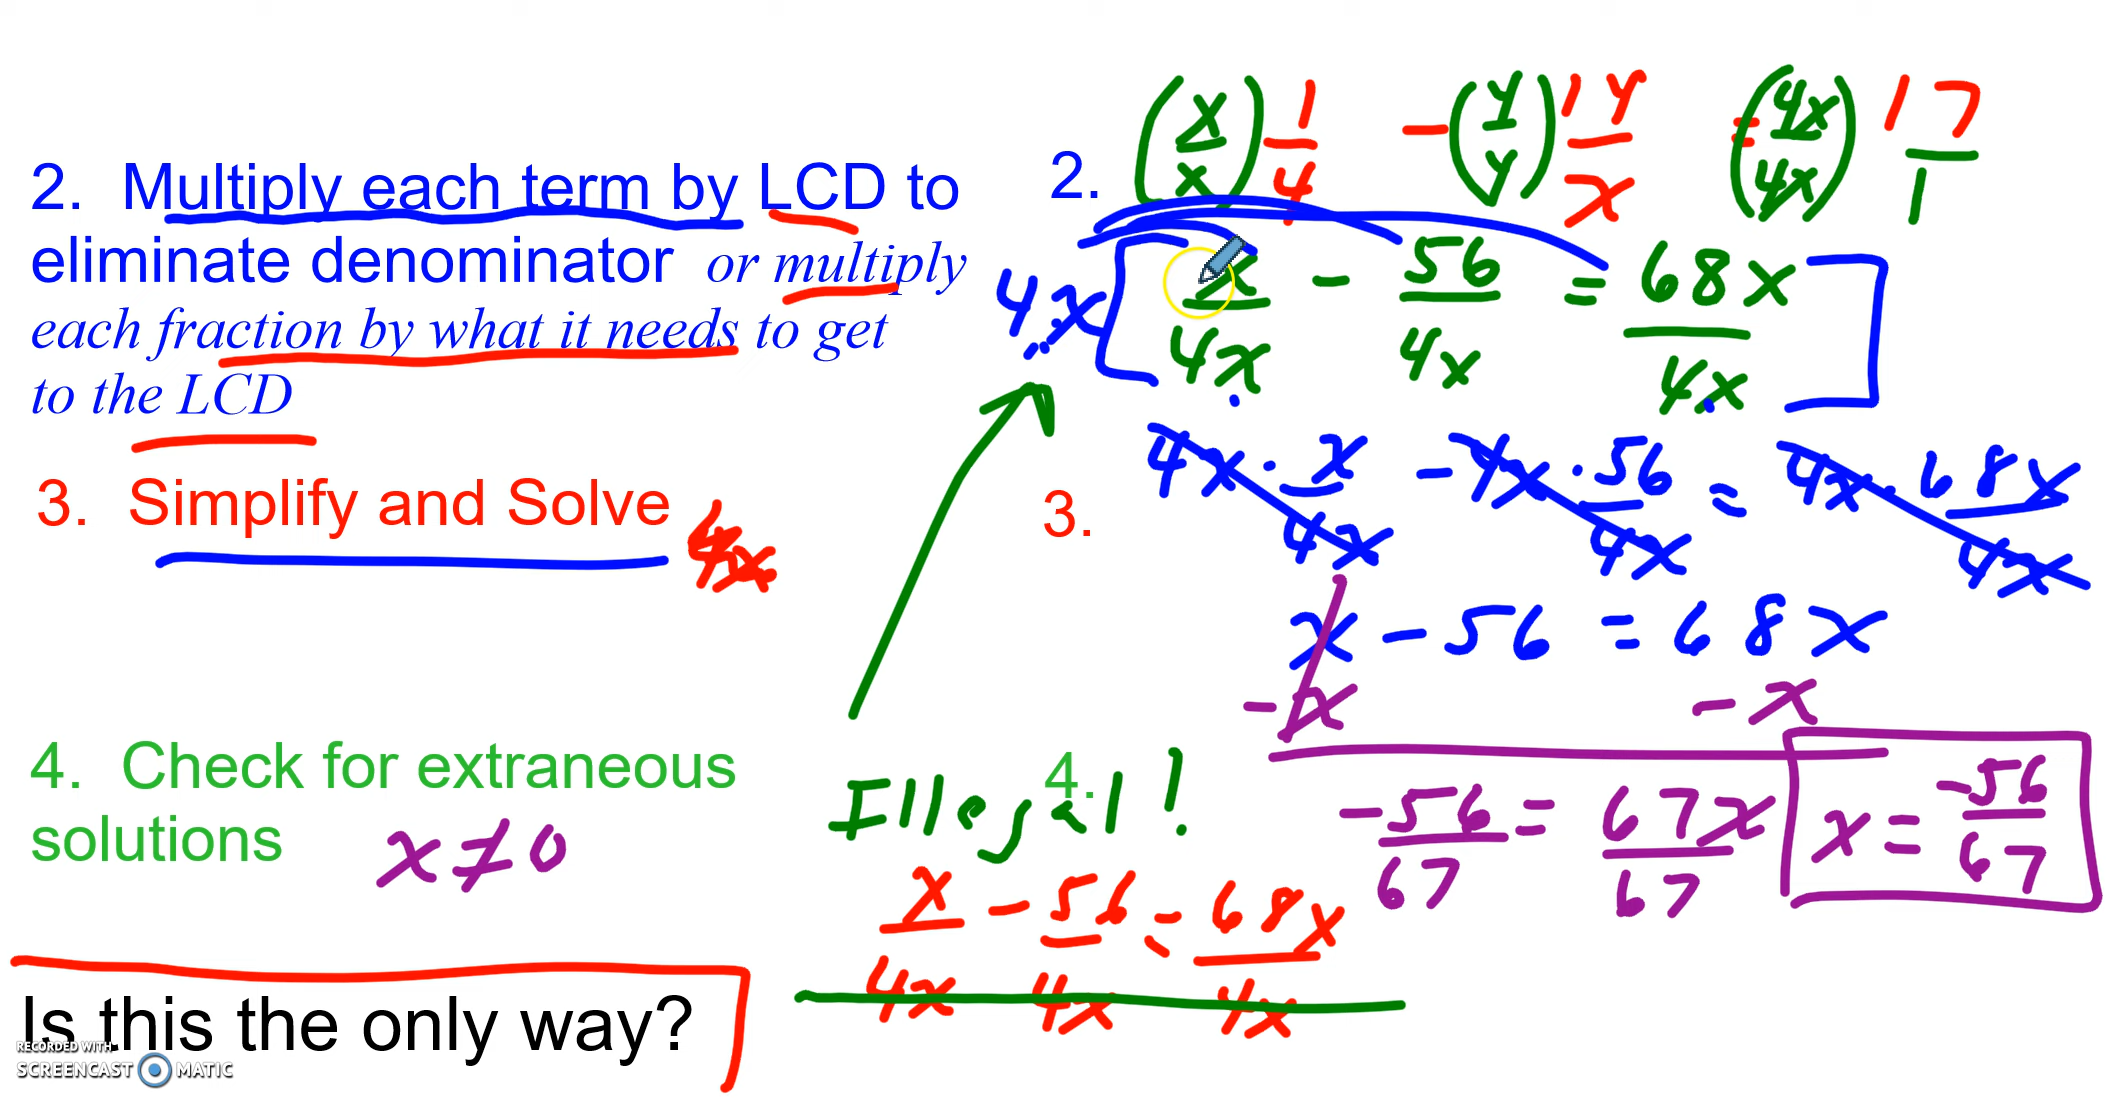 2. Multiply each term by LCD to
eliminate denominator or multiply
each fraction by what it needs to get
to the LCD
3. Simplify and Solve
4x
4. Check for extraneous
solutions
x ≠ 0
Is this the only way?
RECORDED WITH
SCREENCAST MATIC
2. (x/x) 1/4 - (y/y) 14/x = (4x/4x) 17/1
4x [ x/4x - 56/4x = 68x/4x ]
3. 4x · x/4x - 4x · 56/4x = 4x · 68x/4x
x - 56 = 68x
-x -x
4. -56/67 = 67x/67 x = -56/67
Illegal!
x/4x - 56/4x = 68x/4x